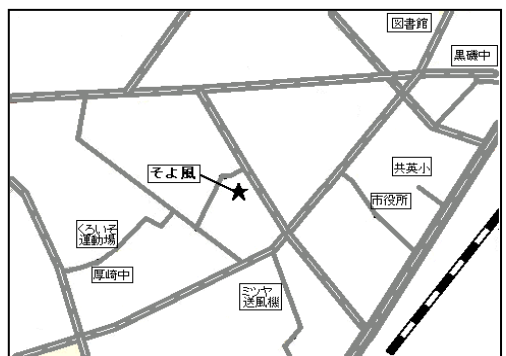 図書館
黒磯中
そよ風
共英小
市役所
くろいそ
運動場
厚崎中
ミツヤ
送風機